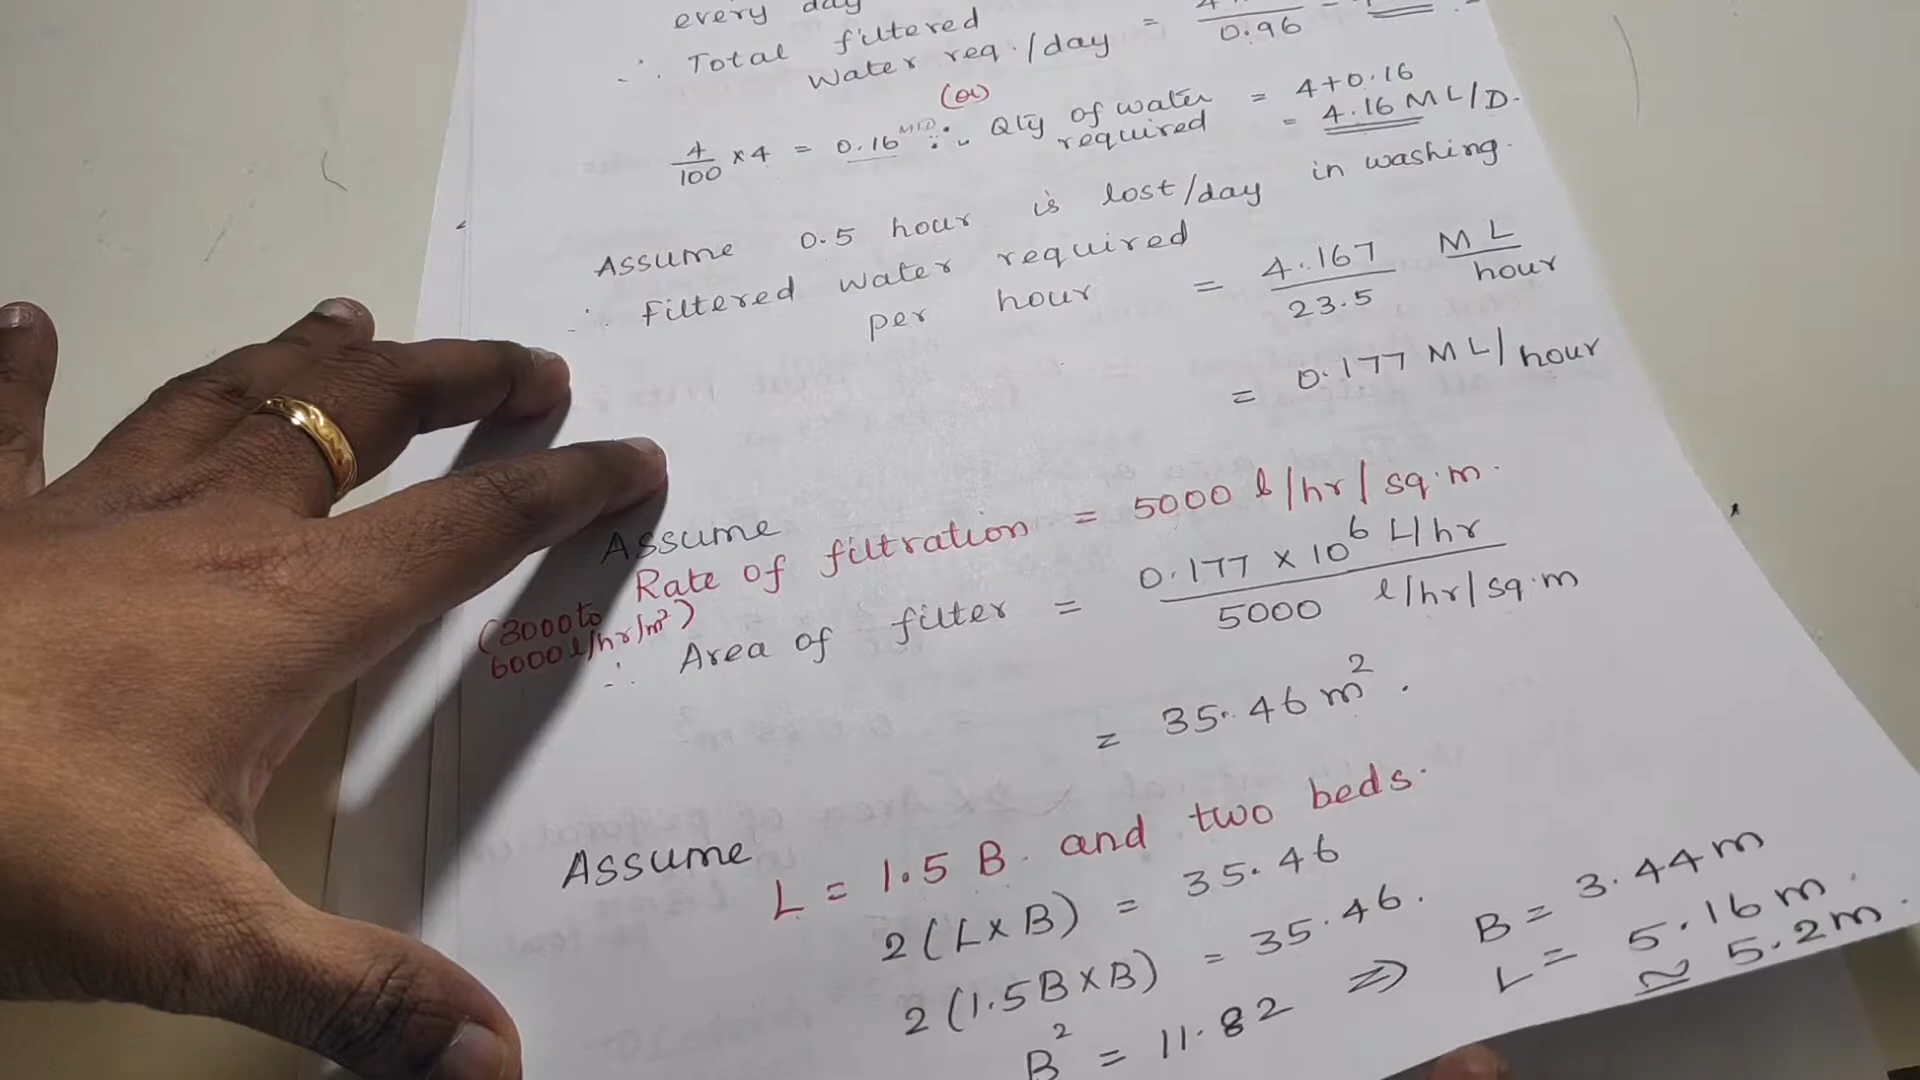 every day
∴ Total filtered
Water req./day = 4 / 0.96 =
(or)
4/100 x 4 = 0.16 MLD ∴ Qty of water required = 4+0.16
= 4.16 ML/D.
Assume 0.5 hour is lost/day in washing.
∴ Filtered water required per hour = 4.167 / 23.5 ML/hour
= 0.177 ML/hour
Assume
Rate of filtration = 5000 l/hr/sq.m.
(3000 to 6000 l/hr/m²)
∴ Area of filter = 0.177 x 10⁶ L/hr / 5000 l/hr/sq.m
= 35.46 m².
Assume
L = 1.5 B. and two beds.
2(LxB) = 35.46
2(1.5BxB) = 35.46.
B² = 11.82 ⇒ B = 3.44m
L = 5.16m.
≃ 5.2m.